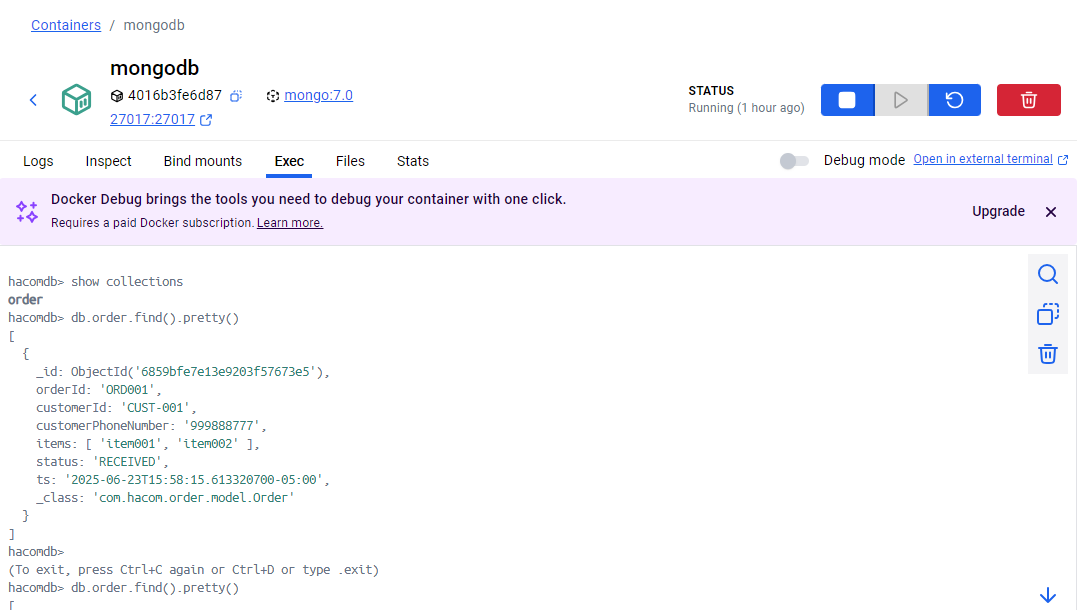 Containers / mongodb
mongodb
4016b3fe6d87 mongo:7.0
27017:27017
STATUS
Running (1 hour ago)
Logs Inspect Bind mounts Exec Files Stats Debug mode Open in external terminal
Docker Debug brings the tools you need to debug your container with one click.
Requires a paid Docker subscription. Learn more.
Upgrade
hacomdb> show collections
order
hacomdb> db.order.find().pretty()
[
  {
    _id: ObjectId('6859bfe7e13e9203f57673e5'),
    orderId: 'ORD001',
    customerId: 'CUST-001',
    customerPhoneNumber: '999888777',
    items: [ 'item001', 'item002' ],
    status: 'RECEIVED',
    ts: '2025-06-23T15:58:15.613320700-05:00',
    _class: 'com.hacom.order.model.Order'
  }
]
hacomdb>
(To exit, press Ctrl+C again or Ctrl+D or type .exit)
hacomdb> db.order.find().pretty()
[